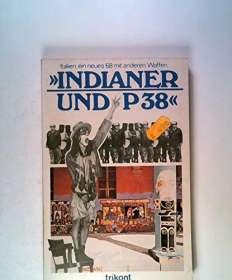 Italien: ein neues 68 mit anderen Waffen
»INDIANER
UND P38«
trikont